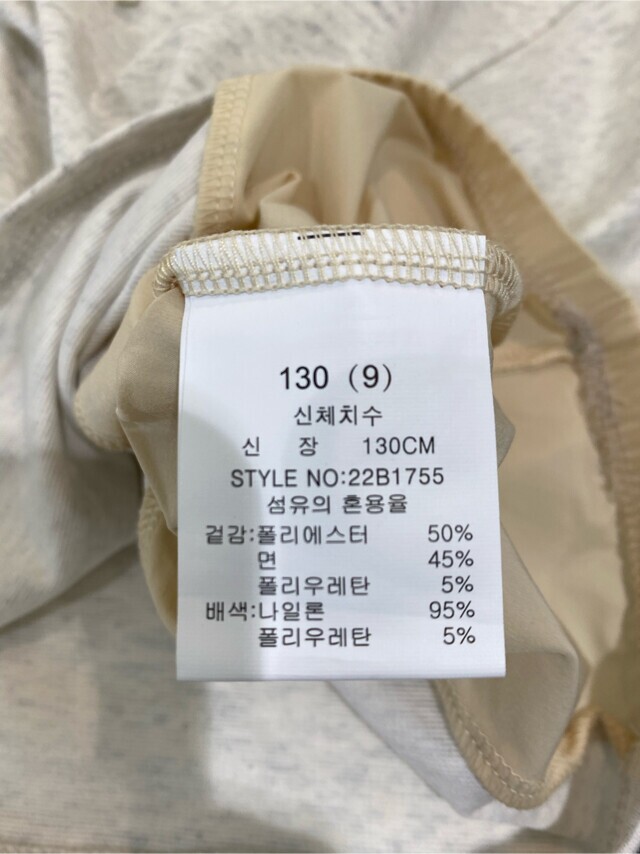 130 (9)
신체치수
신 장 130CM
STYLE NO:22B1755
섬유의 혼용율
겉감:폴리에스터 50%
면 45%
폴리우레탄 5%
배색:나일론 95%
폴리우레탄 5%